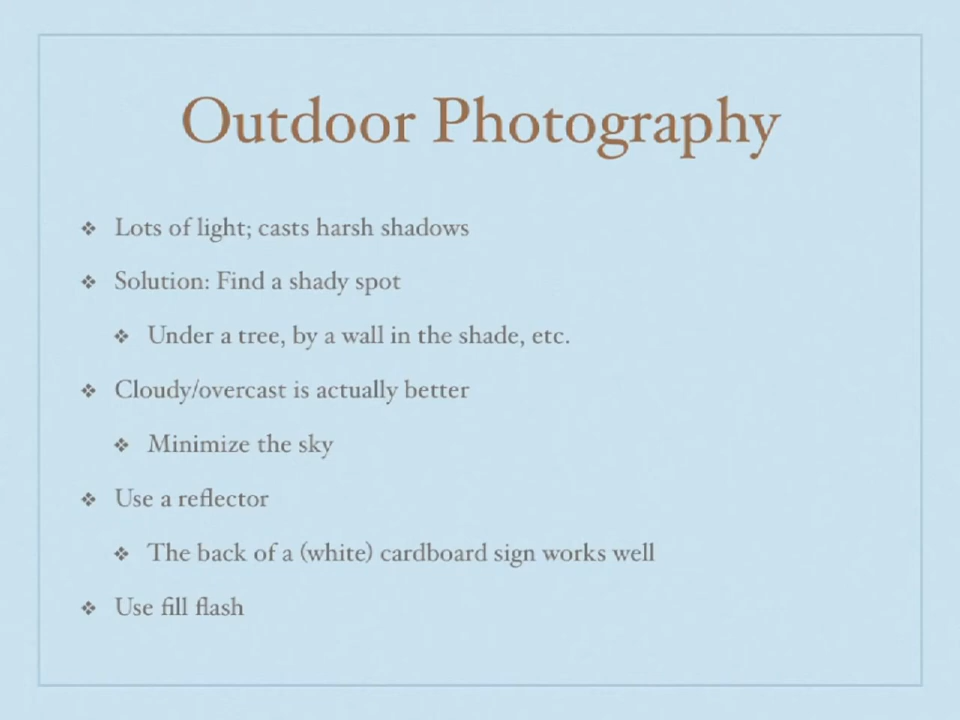 Outdoor Photography
❖ Lots of light; casts harsh shadows
❖ Solution: Find a shady spot
❖ Under a tree, by a wall in the shade, etc.
❖ Cloudy/overcast is actually better
❖ Minimize the sky
❖ Use a reflector
❖ The back of a (white) cardboard sign works well
❖ Use fill flash